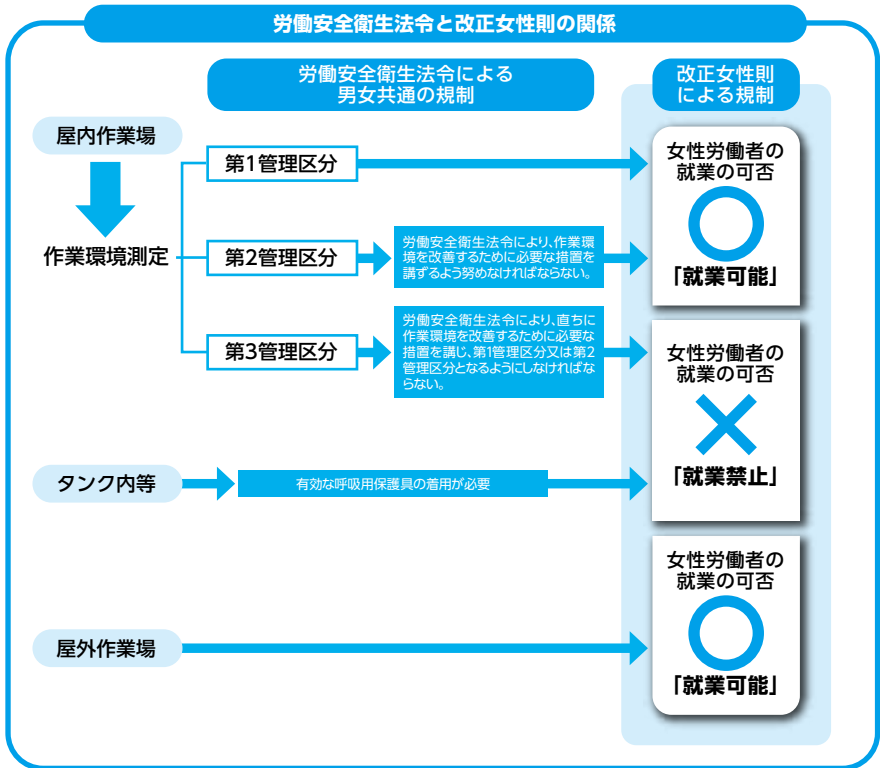 労働安全衛生法令と改正女性則の関係
労働安全衛生法令による
男女共通の規制
改正女性則
による規制
屋内作業場
作業環境測定
第1管理区分
女性労働者の
就業の可否
「就業可能」
第2管理区分
労働安全衛生法令により、作業環
境を改善するために必要な措置を
講ずるよう努めなければならない。
第3管理区分
労働安全衛生法令により、直ちに
作業環境を改善するために必要な
措置を講じ、第1管理区分又は第2
管理区分となるようにしなければな
らない。
女性労働者の
就業の可否
「就業禁止」
タンク内等
有効な呼吸用保護具の着用が必要
屋外作業場
女性労働者の
就業の可否
「就業可能」